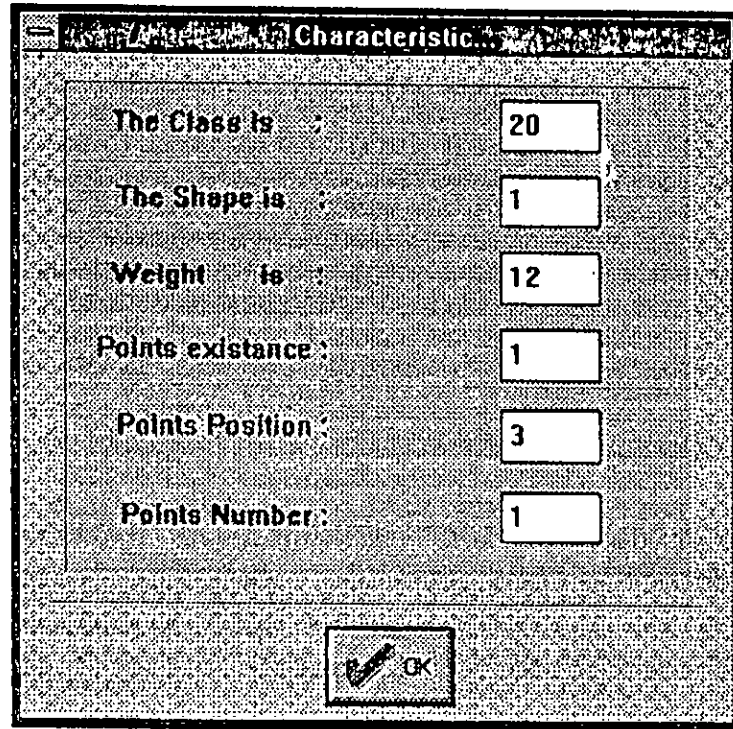 Characteristic...
The Class is : 20
The Shape is : 1
Weight is : 12
Points existance : 1
Points Position : 3
Points Number : 1
OK